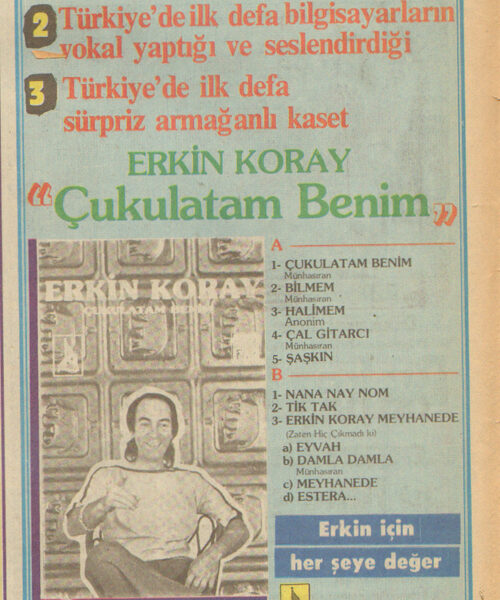 2 Türkiye'de ilk defa bilgisayarların
vokal yaptığı ve seslendirdiği
3 Türkiye'de ilk defa
sürpriz armağanlı kaset
ERKİN KORAY
“Çukulatam Benim„
ERKİN KORAY
ÇUKULATAM BENİM
A
1- ÇUKULATAM BENİM
Münhasıran
2- BİLMEM
Münhasıran
3- HALİMEM
Anonim
4- ÇAL GİTARCI
Münhasıran
5- ŞAŞKIN
B
1- NANA NAY NOM
2- TİK TAK
3- ERKİN KORAY MEYHANEDE
(Zaten Hiç Çıkmadı ki)
a) EYVAH
b) DAMLA DAMLA
Münhasıran
c) MEYHANEDE
d) ESTERA...
Erkin için
her şeye değer